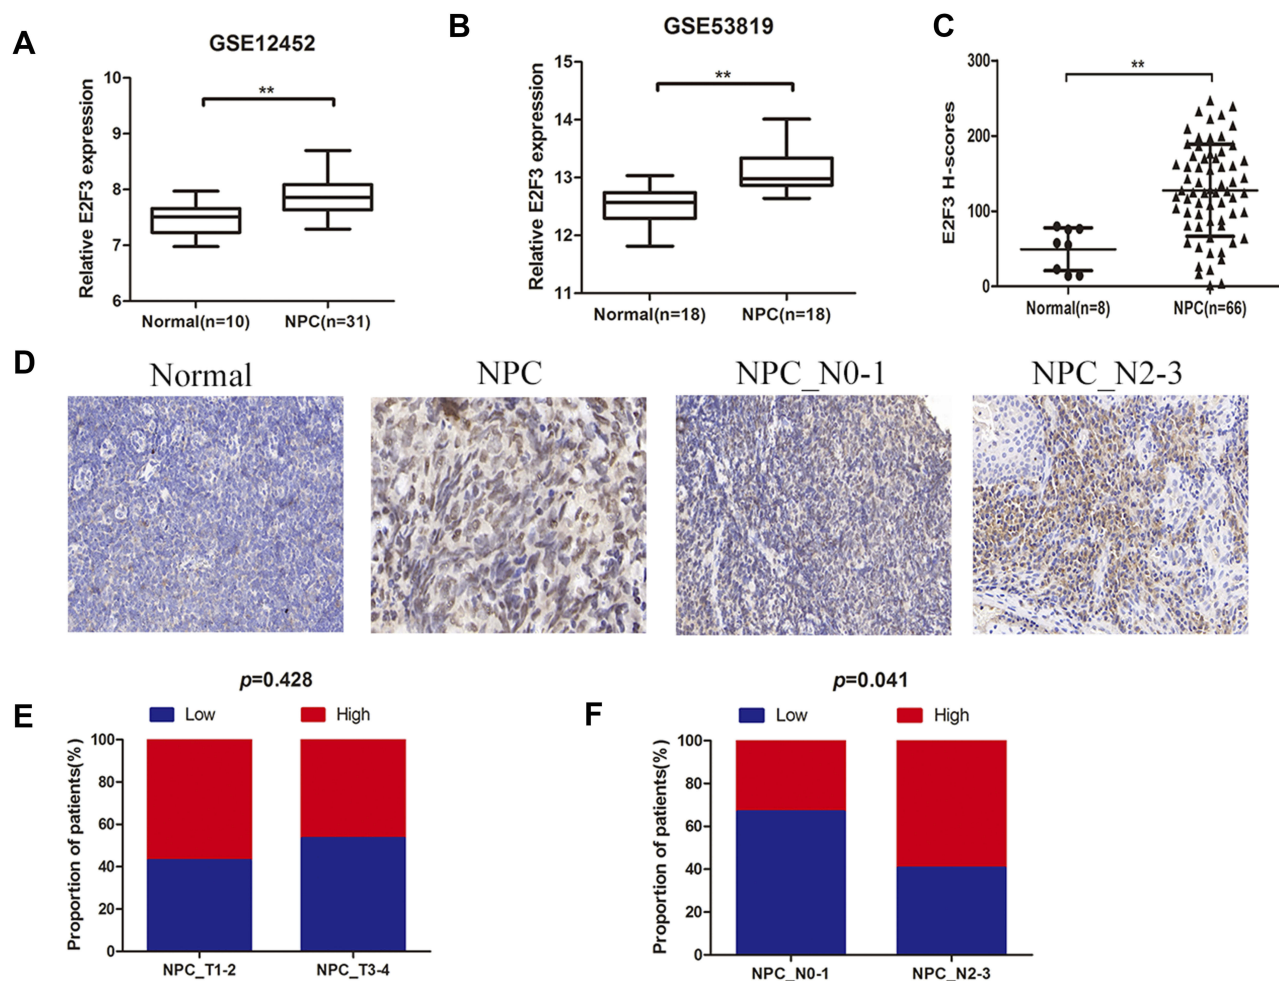 A
GSE12452
Relative E2F3 expression
10
9
8
7
6
**
Normal(n=10)
NPC(n=31)
B
GSE53819
Relative E2F3 expression
15
14
13
12
11
**
Normal(n=18)
NPC(n=18)
C
E2F3 H-scores
300
200
100
0
**
Normal(n=8)
NPC(n=66)
D
Normal
NPC
NPC_N0-1
NPC_N2-3
E
p=0.428
Low
High
Proportion of patients(%)
100
80
60
40
20
0
NPC_T1-2
NPC_T3-4
F
p=0.041
Low
High
Proportion of patients(%)
100
80
60
40
20
0
NPC_N0-1
NPC_N2-3